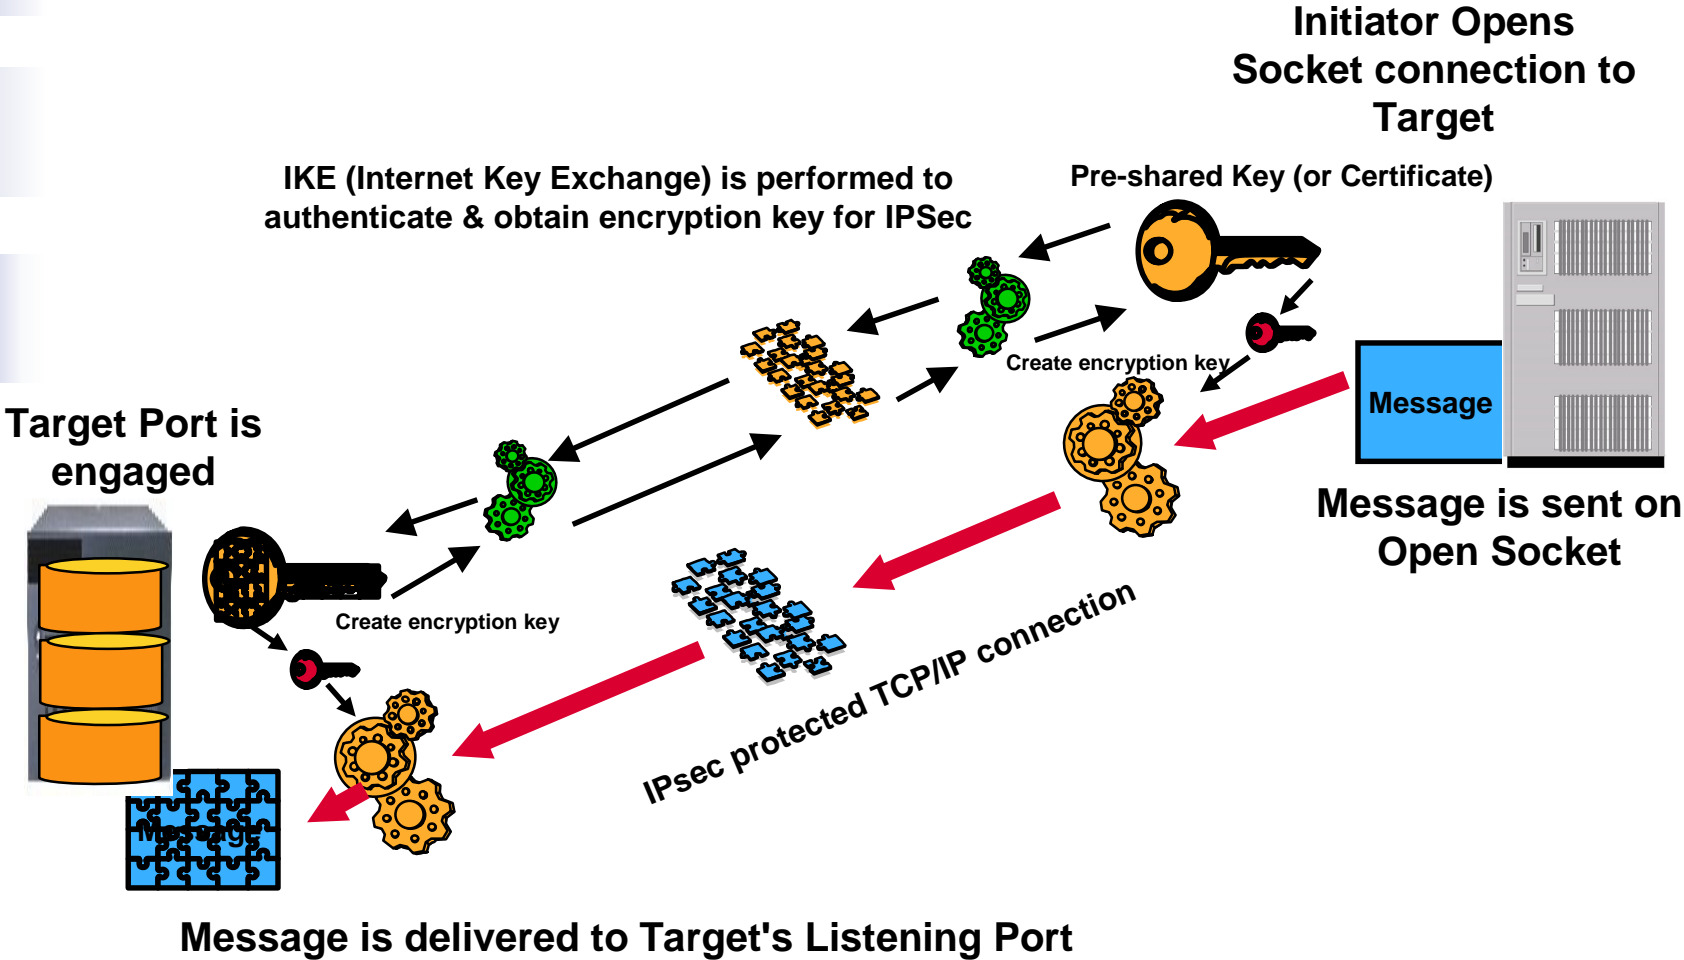 Initiator Opens
Socket connection to
Target
IKE (Internet Key Exchange) is performed to
authenticate & obtain encryption key for IPSec
Pre-shared Key (or Certificate)
Create encryption key
Message
Target Port is
engaged
Message is sent on
Open Socket
Create encryption key
IPsec protected TCP/IP connection
Message
Message is delivered to Target's Listening Port